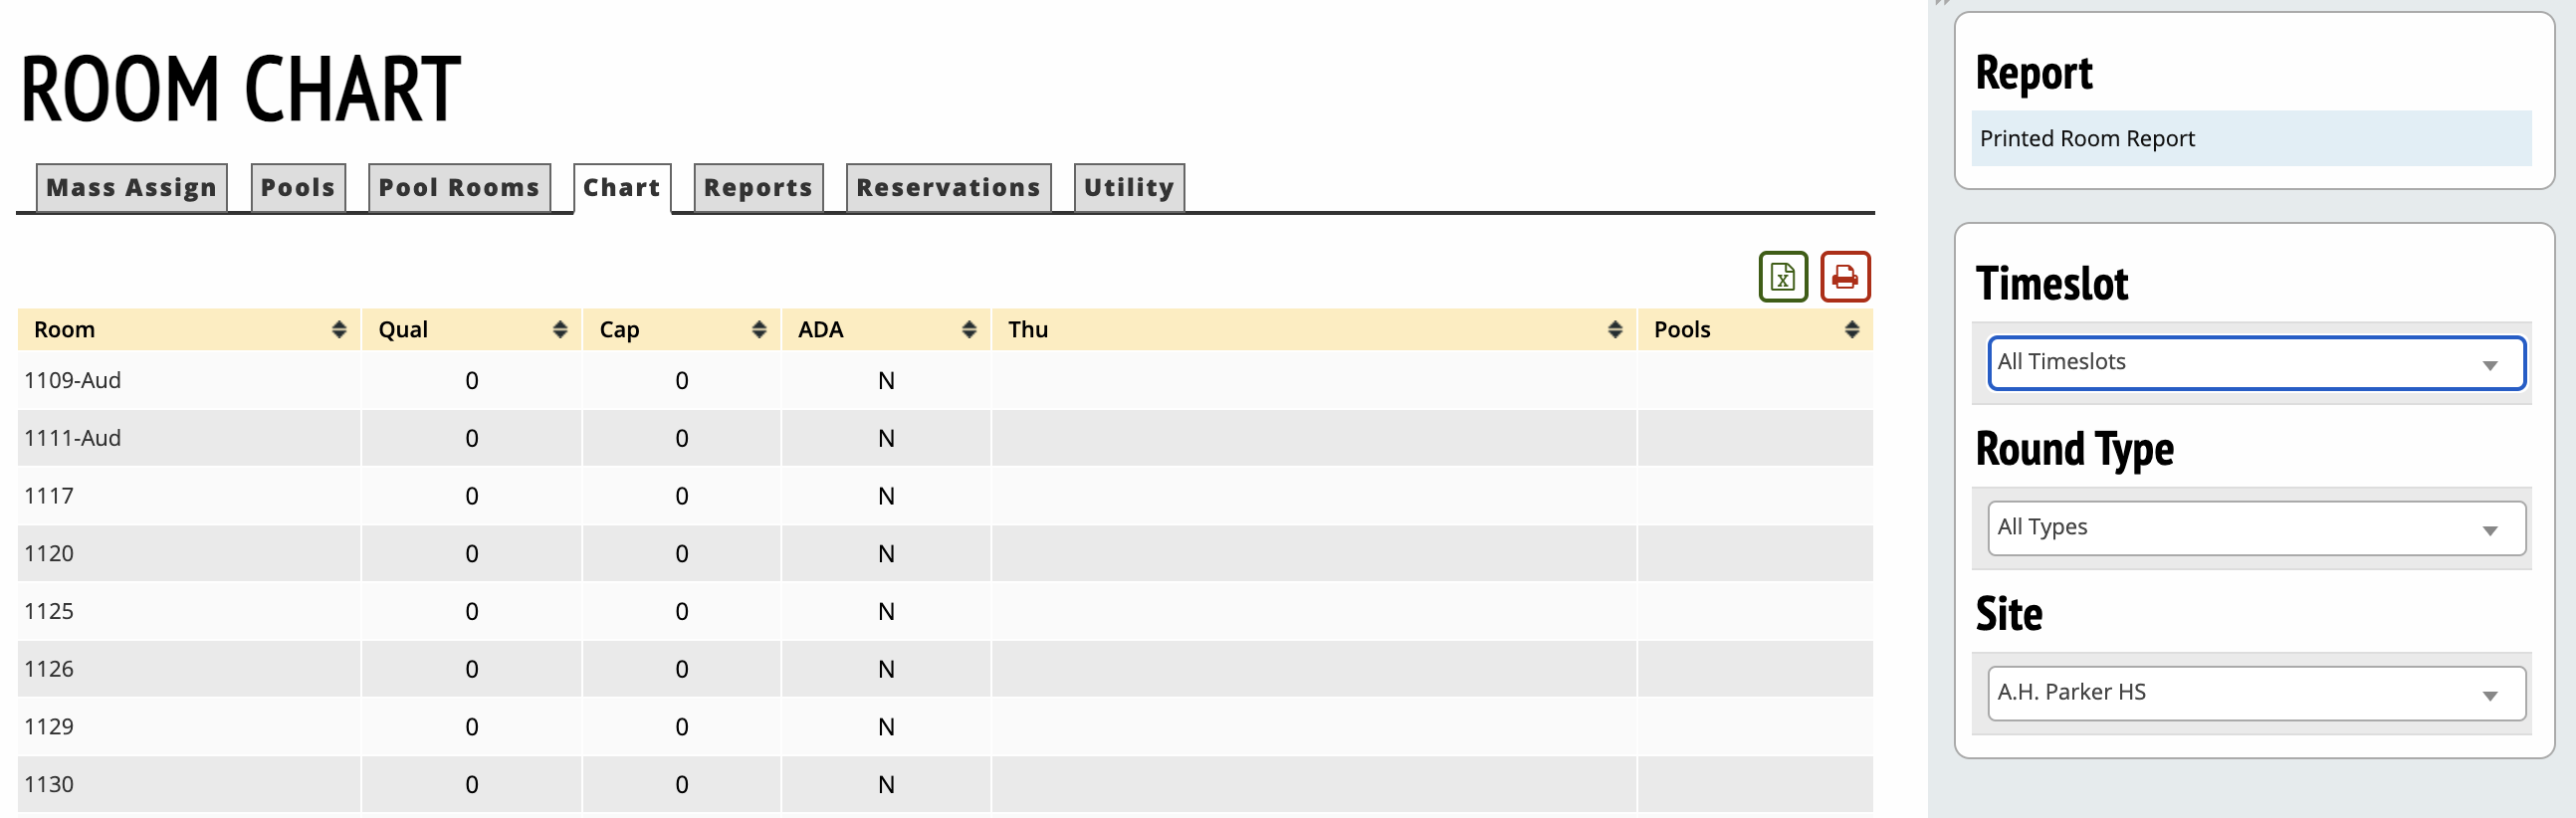 ROOM CHART
Mass Assign Pools Pool Rooms Chart Reports Reservations Utility
Room Qual Cap ADA Thu Pools
1109-Aud 0 0 N
1111-Aud 0 0 N
1117 0 0 N
1120 0 0 N
1125 0 0 N
1126 0 0 N
1129 0 0 N
1130 0 0 N
Report
Printed Room Report
Timeslot
All Timeslots
Round Type
All Types
Site
A.H. Parker HS